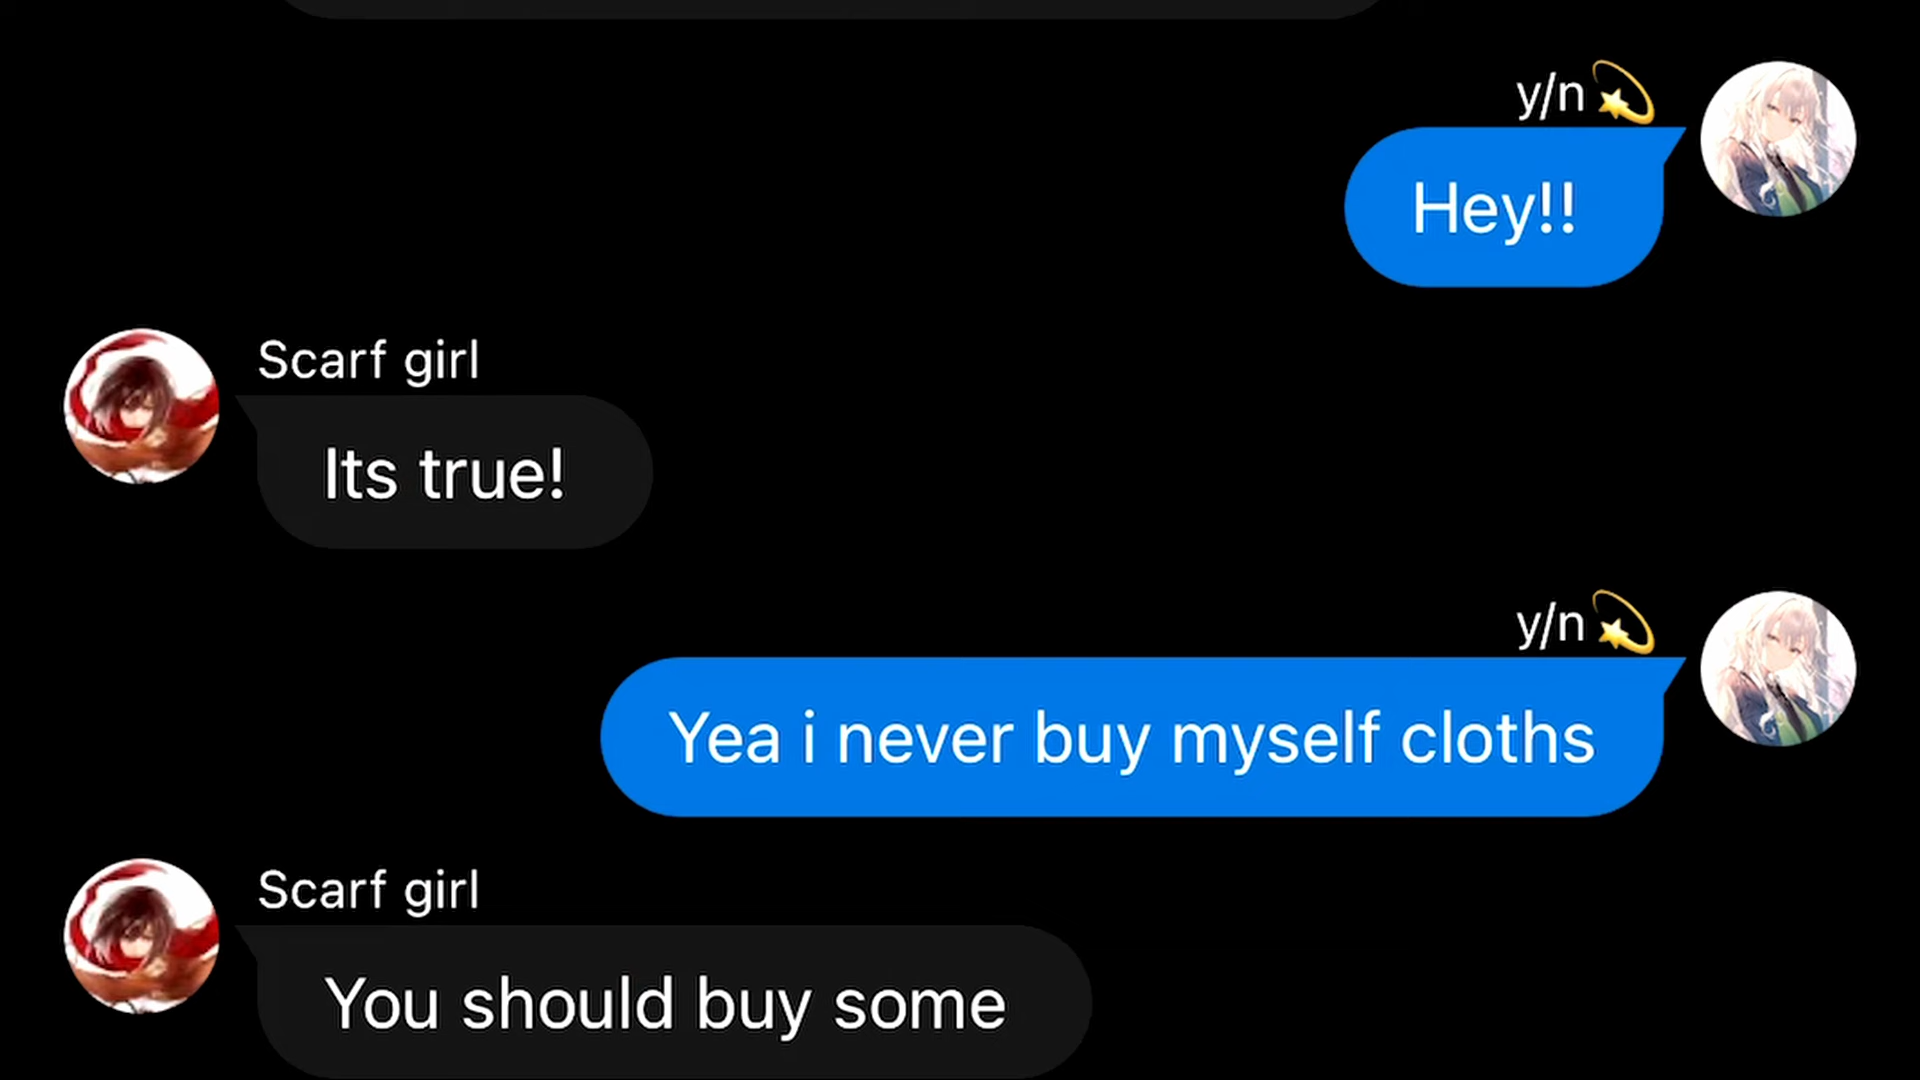 y/n💫
Hey!!
Scarf girl
Its true!
y/n💫
Yea i never buy myself cloths
Scarf girl
You should buy some